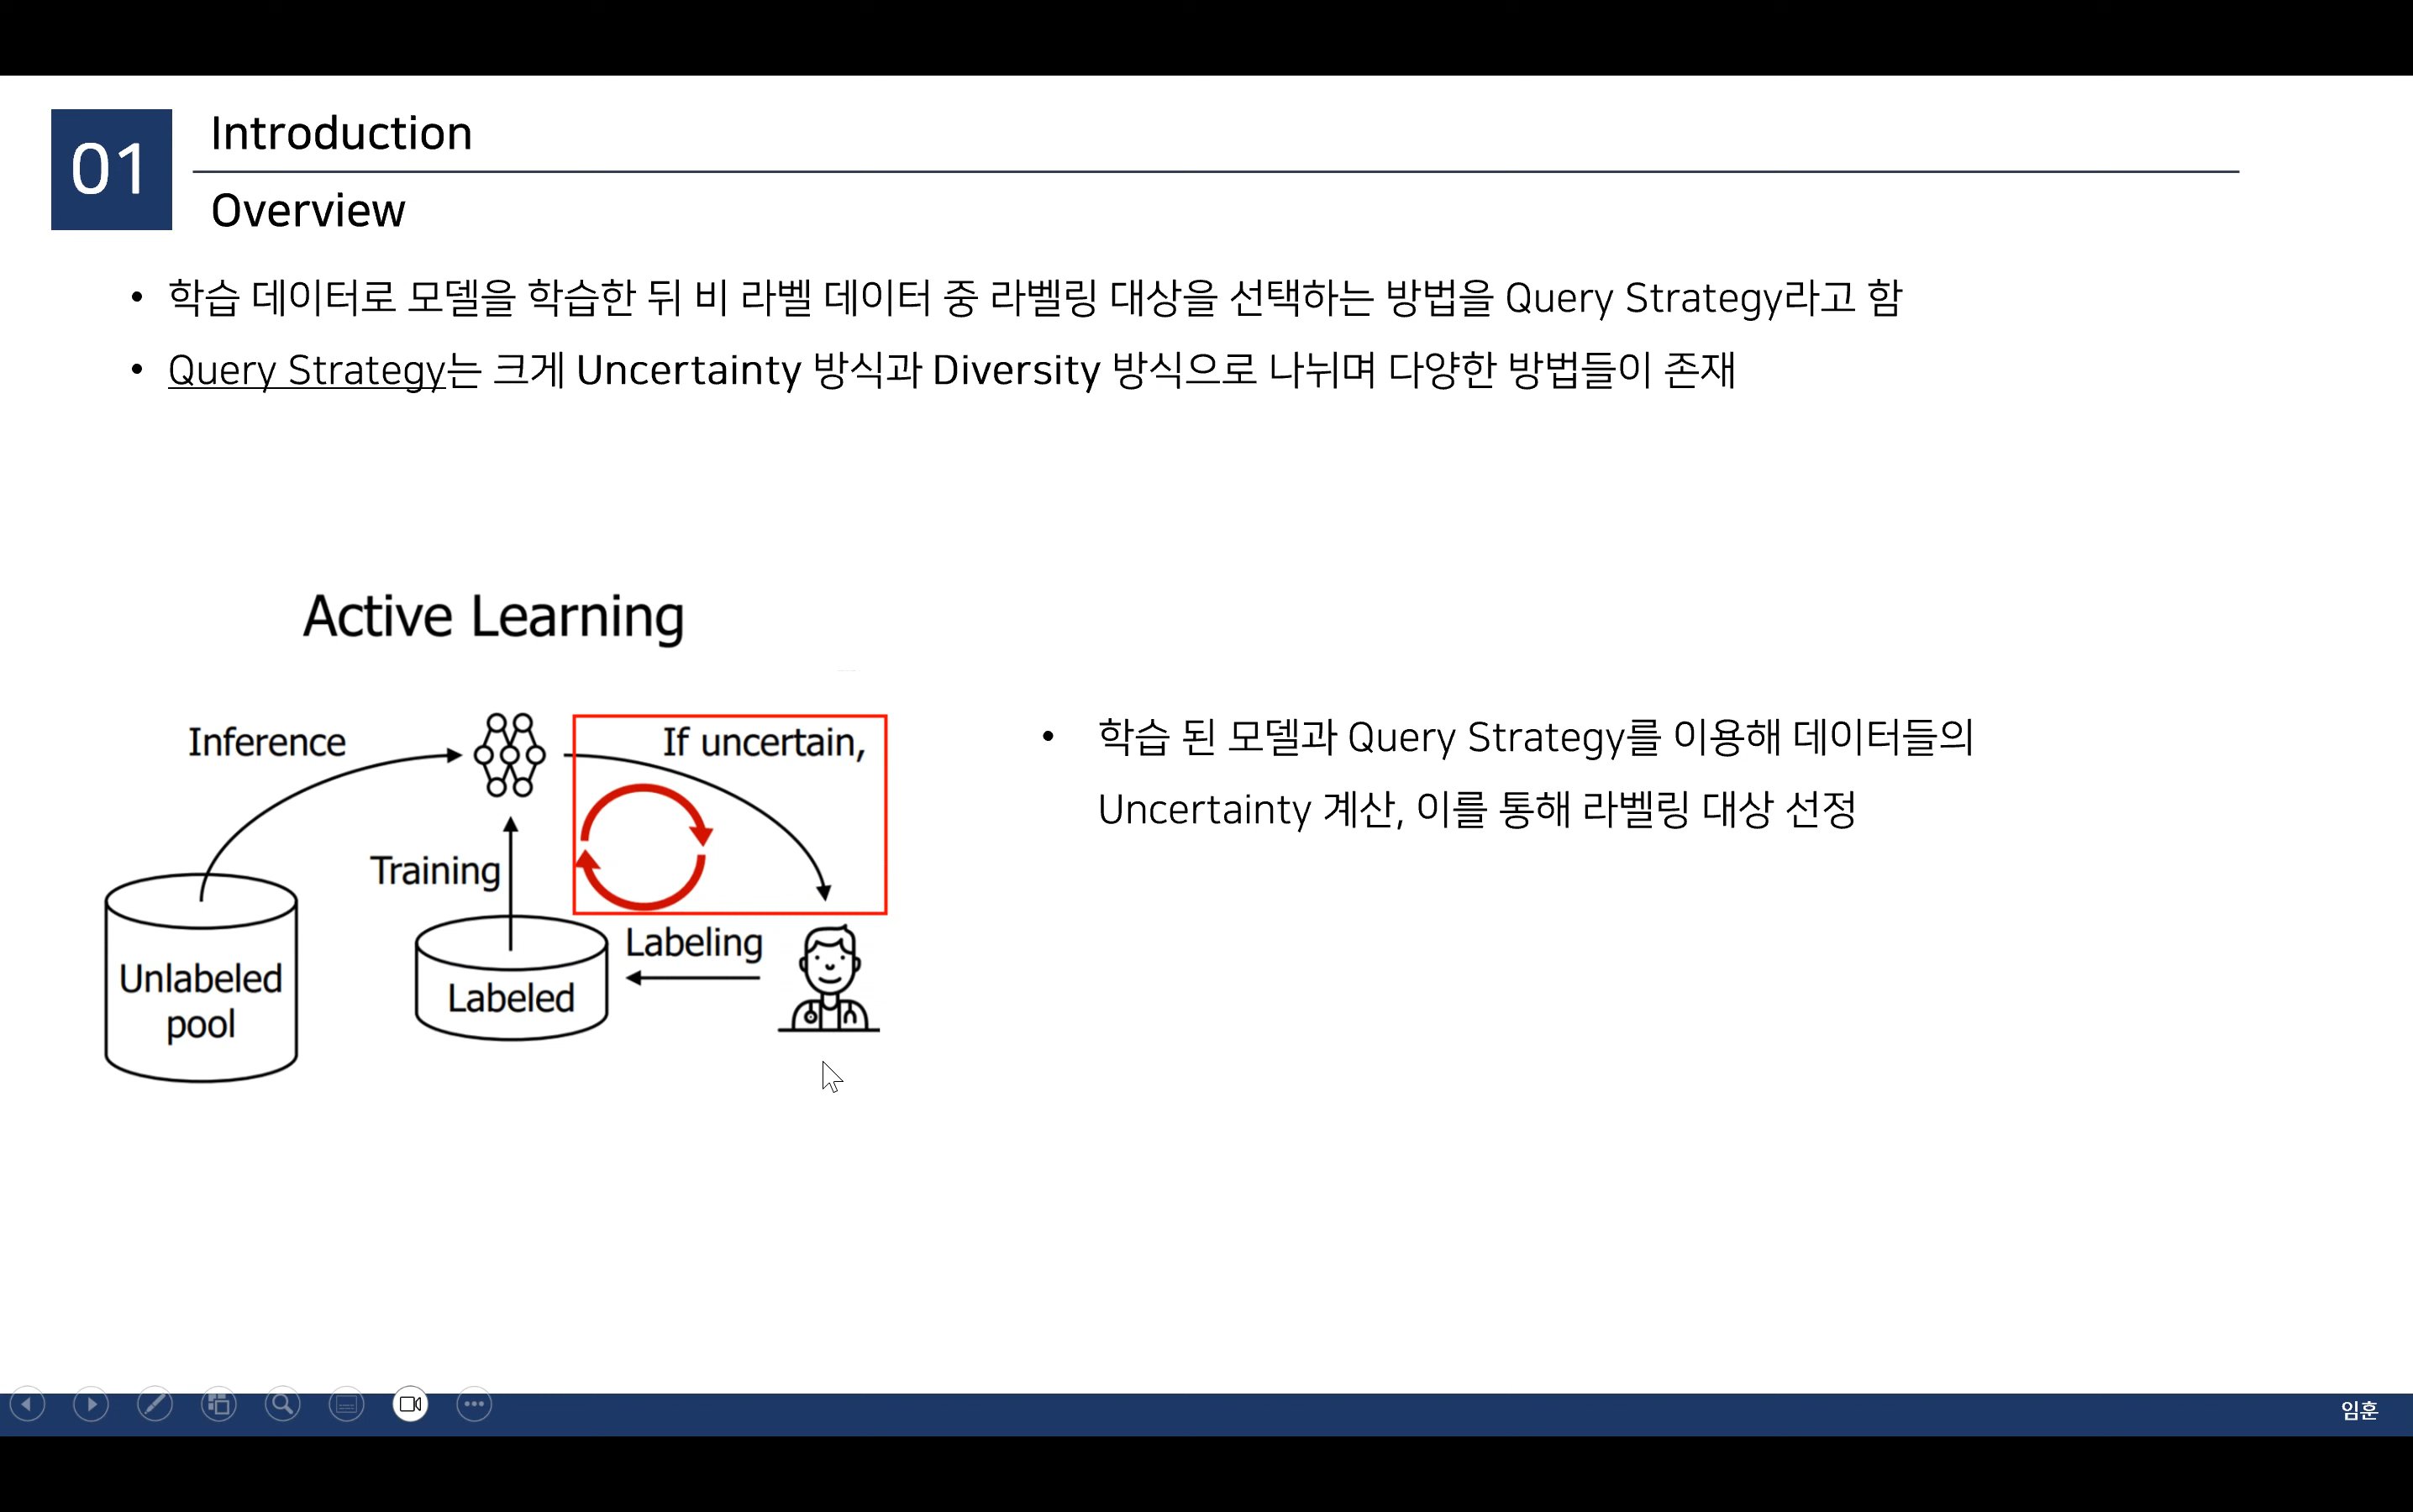 01
Introduction
Overview
• 학습 데이터로 모델을 학습한 뒤 비 라벨 데이터 중 라벨링 대상을 선택하는 방법을 Query Strategy라고 함
• Query Strategy는 크게 Uncertainty 방식과 Diversity 방식으로 나뉘며 다양한 방법들이 존재
Active Learning
Inference
If uncertain,
Training
Labeling
Unlabeled
pool
Labeled
• 학습 된 모델과 Query Strategy를 이용해 데이터들의
Uncertainty 계산, 이를 통해 라벨링 대상 선정
임훈